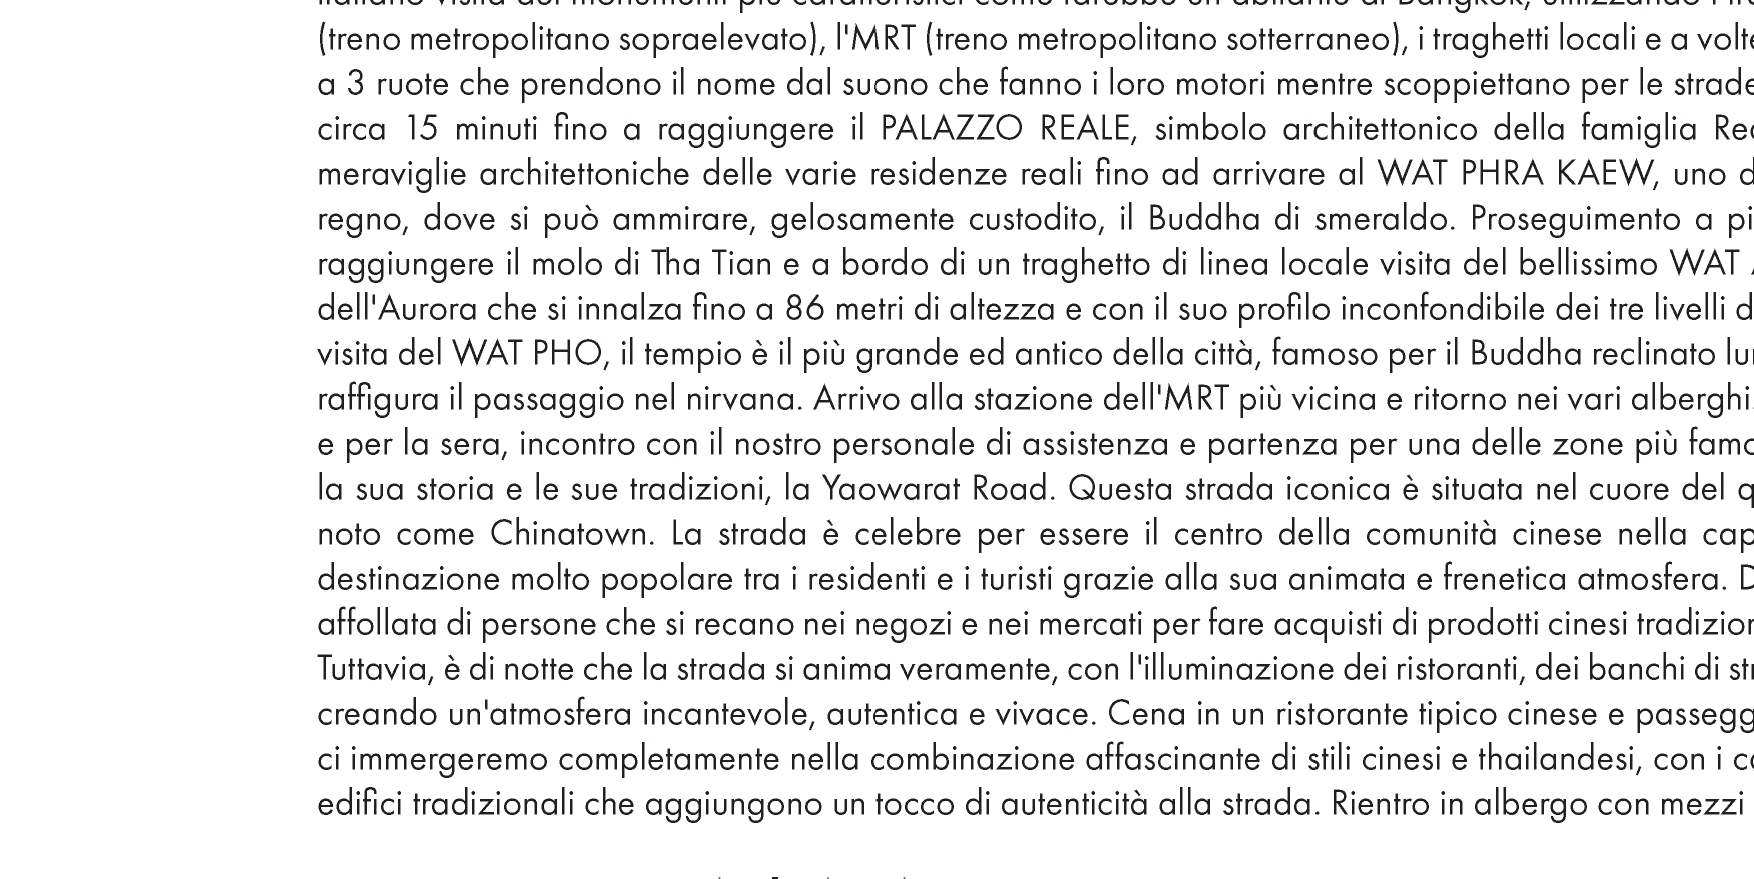 (treno metropolitano sopraelevato), l'MRT (treno metropolitano sotterraneo), i traghetti locali e a volte
a 3 ruote che prendono il nome dal suono che fanno i loro motori mentre scoppiettano per le strade
circa 15 minuti fino a raggiungere il PALAZZO REALE, simbolo architettonico della famiglia
meraviglie architettoniche delle varie residenze reali fino ad arrivare al WAT PHRA KAEW, uno
regno, dove si può ammirare, gelosamente custodito, il Buddha di smeraldo. Proseguimento a
raggiungere il molo di Tha Tian e a bordo di un traghetto di linea locale visita del bellissimo WAT
dell'Aurora che si innalza fino a 86 metri di altezza e con il suo profilo inconfondibile dei tre livelli
visita del WAT PHO, il tempio è il più grande ed antico della città, famoso per il Buddha reclinato
raffigura il passaggio nel nirvana. Arrivo alla stazione dell'MRT più vicina e ritorno nei vari alberghi.
e per la sera, incontro con il nostro personale di assistenza e partenza per una delle zone più
la sua storia e le sue tradizioni, la Yaowarat Road. Questa strada iconica è situata nel cuore del
noto come Chinatown. La strada è celebre per essere il centro della comunità cinese nella
destinazione molto popolare tra i residenti e i turisti grazie alla sua animata e frenetica atmosfera.
affollata di persone che si recano nei negozi e nei mercati per fare acquisti di prodotti cinesi
Tuttavia, è di notte che la strada si anima veramente, con l'illuminazione dei ristoranti, dei banchi di
creando un'atmosfera incantevole, autentica e vivace. Cena in un ristorante tipico cinese e
ci immergeremo completamente nella combinazione affascinante di stili cinesi e thailandesi, con i
edifici tradizionali che aggiungono un tocco di autenticità alla strada. Rientro in albergo con mezzi